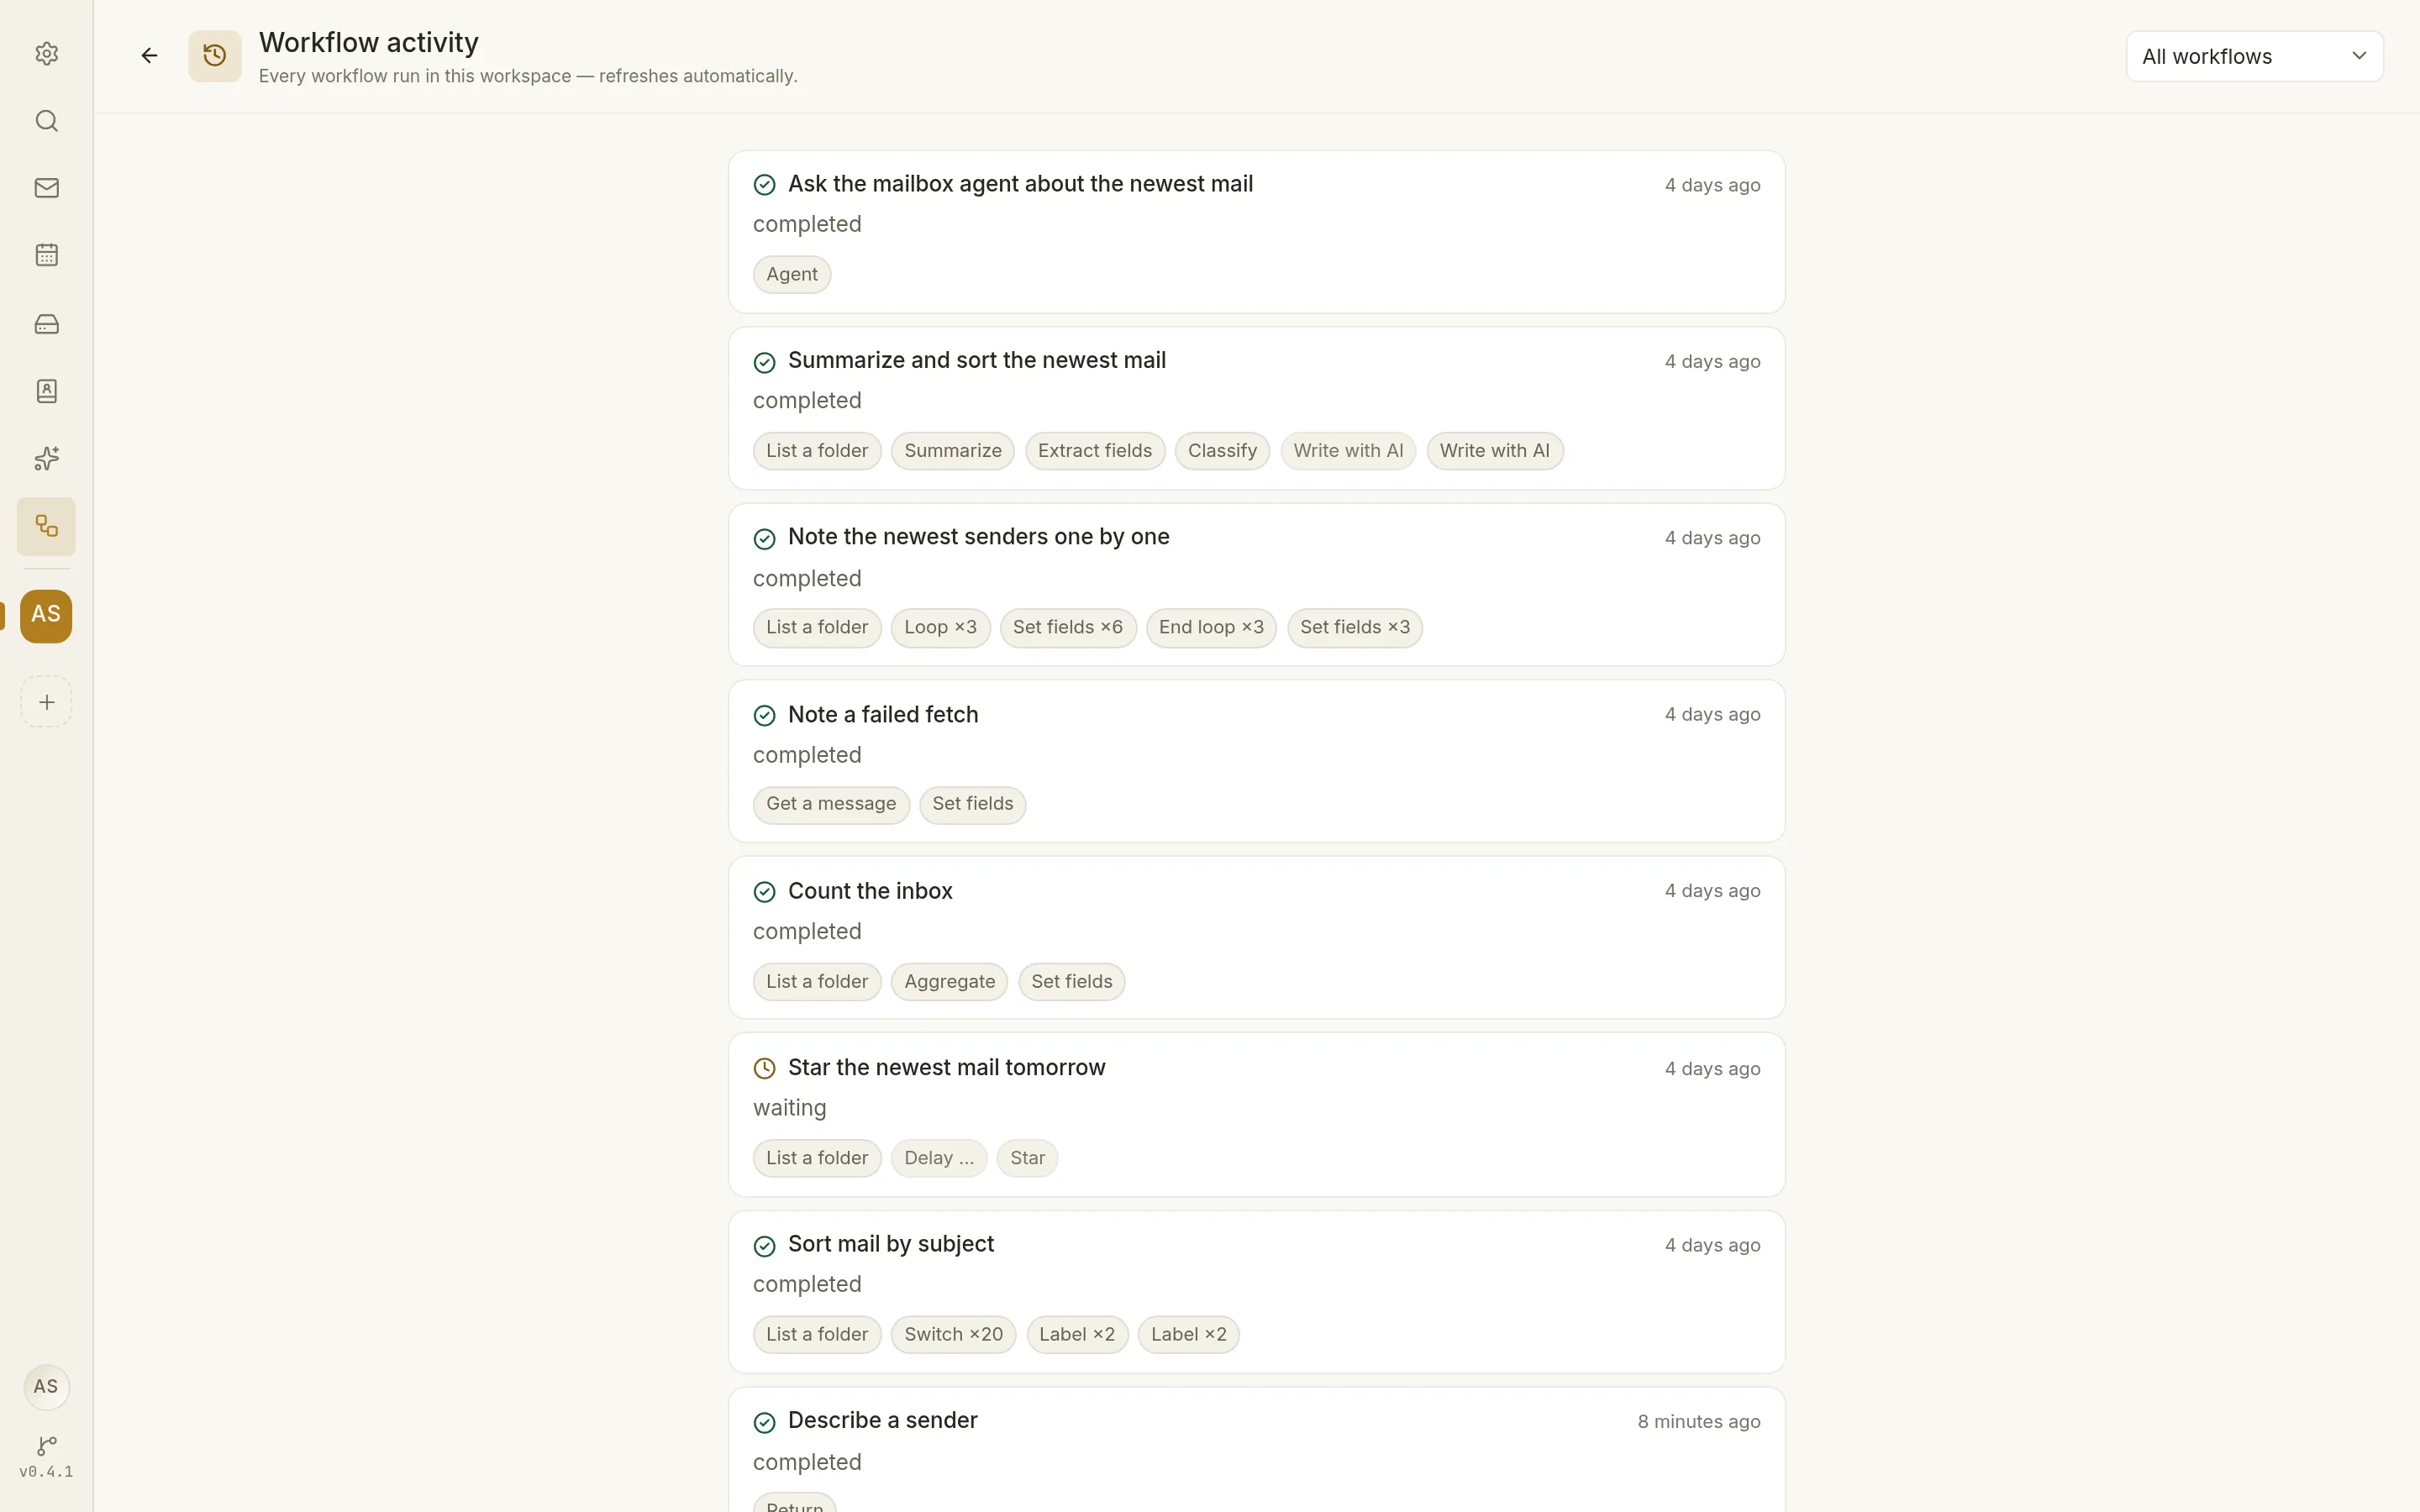 Workflow activity
Every workflow run in this workspace — refreshes automatically.
All workflows
Ask the mailbox agent about the newest mail
4 days ago
completed
Agent
Summarize and sort the newest mail
4 days ago
completed
List a folder Summarize Extract fields Classify Write with AI Write with AI
Note the newest senders one by one
4 days ago
completed
List a folder Loop ×3 Set fields ×6 End loop ×3 Set fields ×3
AS
Note a failed fetch
4 days ago
completed
Get a message Set fields
Count the inbox
4 days ago
completed
List a folder Aggregate Set fields
Star the newest mail tomorrow
4 days ago
waiting
List a folder Delay ... Star
Sort mail by subject
4 days ago
completed
List a folder Switch ×20 Label ×2 Label ×2
Describe a sender
8 minutes ago
completed
Return
AS
v0.4.1